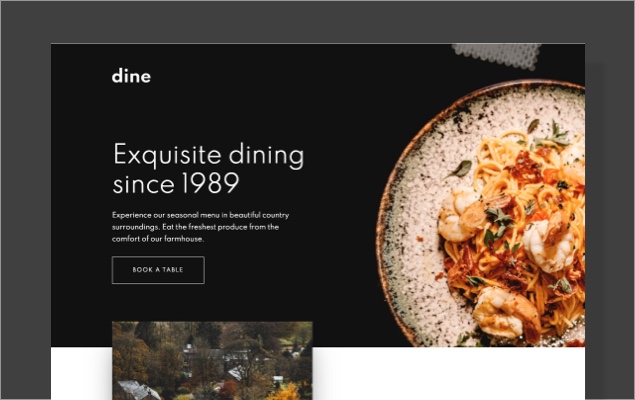 dine
Exquisite dining
since 1989
Experience our seasonal menu in beautiful country
surroundings. Eat the freshest produce from the
comfort of our farmhouse.
BOOK A TABLE